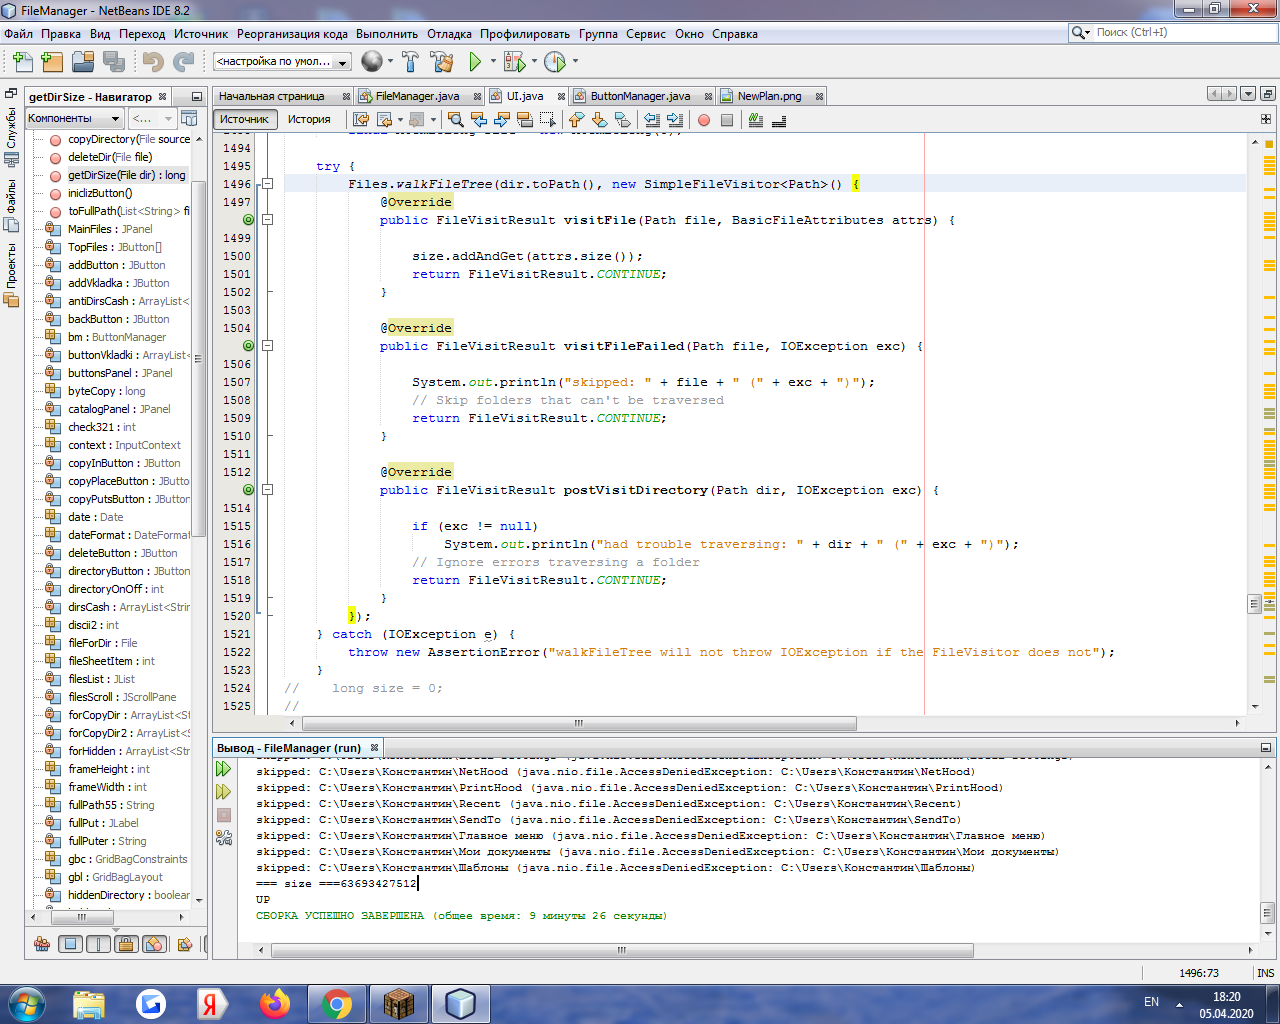 FileManager - NetBeans IDE 8.2
Файл Правка Вид Переход Источник Реорганизация кода Выполнить Отладка Профилировать Группа Сервис Окно Справка
Поиск (Ctrl+I)
<настройка по умол...
getDirSize - Навигатор
Начальная страница FileManager.java UI.java ButtonManager.java NewPlan.png
Компоненты <...
Источник История
Службы
Файлы
Проекты
copyDirectory(File source
deleteDir(File file)
getDirSize(File dir) : long
iniclizButton()
toFullPath(List<String> fi
MainFiles : JPanel
TopFiles : JButton[]
addButton : JButton
addVkladka : JButton
antiDirsCash : ArrayList<
backButton : JButton
bm : ButtonManager
buttonVkladki : ArrayList<
buttonsPanel : JPanel
byteCopy : long
catalogPanel : JPanel
check321 : int
context : InputContext
copyInButton : JButton
copyPlaceButton : JButto
copyPutsButton : JButton
date : Date
dateFormat : DateFormat
deleteButton : JButton
directoryButton : JButton
directoryOnOff : int
dirsCash : ArrayList<Strin
discii2 : int
fileForDir : File
fileSheetItem : int
filesList : JList
filesScroll : JScrollPane
forCopyDir : ArrayList<St
forCopyDir2 : ArrayList<S
forHidden : ArrayList<Str
frameHeight : int
frameWidth : int
fullPath55 : String
fullPut : JLabel
fullPuter : String
gbc : GridBagConstraints
gbl : GridBagLayout
hiddenDirectory : boolean
1494
1495 try {
1496 Files.walkFileTree(dir.toPath(), new SimpleFileVisitor<Path>() {
1497 @Override
public FileVisitResult visitFile(Path file, BasicFileAttributes attrs) {
1499
1500 size.addAndGet(attrs.size());
1501 return FileVisitResult.CONTINUE;
1502 }
1503
1504 @Override
public FileVisitResult visitFileFailed(Path file, IOException exc) {
1506
1507 System.out.println("skipped: " + file + " (" + exc + ")");
1508 // Skip folders that can't be traversed
1509 return FileVisitResult.CONTINUE;
1510 }
1511
1512 @Override
public FileVisitResult postVisitDirectory(Path dir, IOException exc) {
1514
1515 if (exc != null)
1516 System.out.println("had trouble traversing: " + dir + " (" + exc + ")");
1517 // Ignore errors traversing a folder
1518 return FileVisitResult.CONTINUE;
1519 }
1520 });
1521 } catch (IOException e) {
1522 throw new AssertionError("walkFileTree will not throw IOException if the FileVisitor does not");
1523 }
1524 // long size = 0;
1525 //
Вывод - FileManager (run)
skipped: C:\Users\Константин\NetHood (java.nio.file.AccessDeniedException: C:\Users\Константин\NetHood)
skipped: C:\Users\Константин\PrintHood (java.nio.file.AccessDeniedException: C:\Users\Константин\PrintHood)
skipped: C:\Users\Константин\Recent (java.nio.file.AccessDeniedException: C:\Users\Константин\Recent)
skipped: C:\Users\Константин\SendTo (java.nio.file.AccessDeniedException: C:\Users\Константин\SendTo)
skipped: C:\Users\Константин\Главное меню (java.nio.file.AccessDeniedException: C:\Users\Константин\Главное меню)
skipped: C:\Users\Константин\Мои документы (java.nio.file.AccessDeniedException: C:\Users\Константин\Мои документы)
skipped: C:\Users\Константин\Шаблоны (java.nio.file.AccessDeniedException: C:\Users\Константин\Шаблоны)
=== size ===63693427512
UP
СБОРКА УСПЕШНО ЗАВЕРШЕНА (общее время: 9 минуты 26 секунды)
1496:73 INS
EN
18:20
05.04.2020